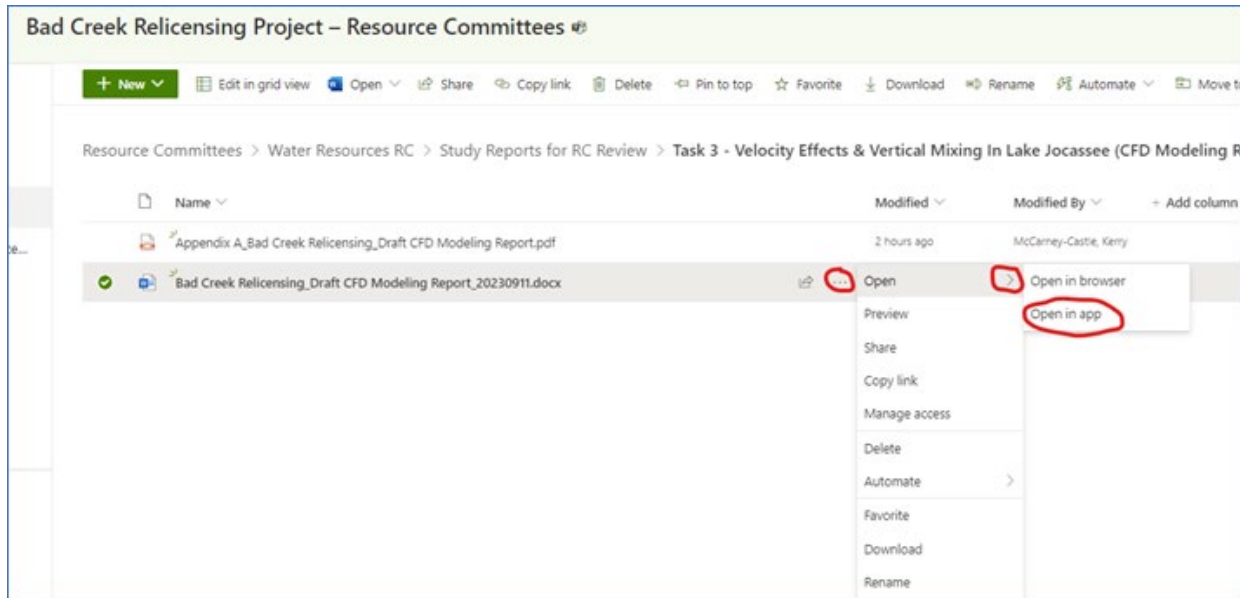 Bad Creek Relicensing Project – Resource Committees
New Edit in grid view Open Share Copy link Delete Pin to top Favorite Download Rename Automate Move
Resource Committees > Water Resources RC > Study Reports for RC Review > Task 3 - Velocity Effects & Vertical Mixing In Lake Jocassee (CFD Modeling R
Name Modified Modified By + Add column
Appendix A_Bad Creek Relicensing_Draft CFD Modeling Report.pdf 2 hours ago McCarney-Castle, Kerry
Bad Creek Relicensing_Draft CFD Modeling Report_20230911.docx ... Open > Open in browser
Preview Open in app
Share
Copy link
Manage access
Delete
Automate >
Favorite
Download
Rename